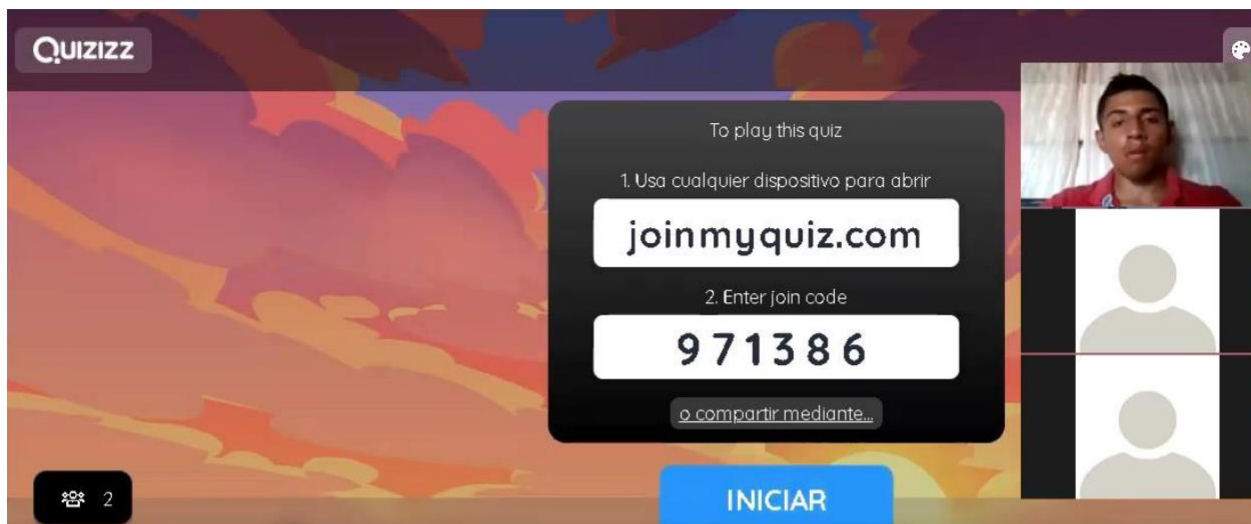 Quizizz
To play this quiz
1. Usa cualquier dispositivo para abrir
joinmyquiz.com
2. Enter join code
971386
o compartir mediante...
2
INICIAR